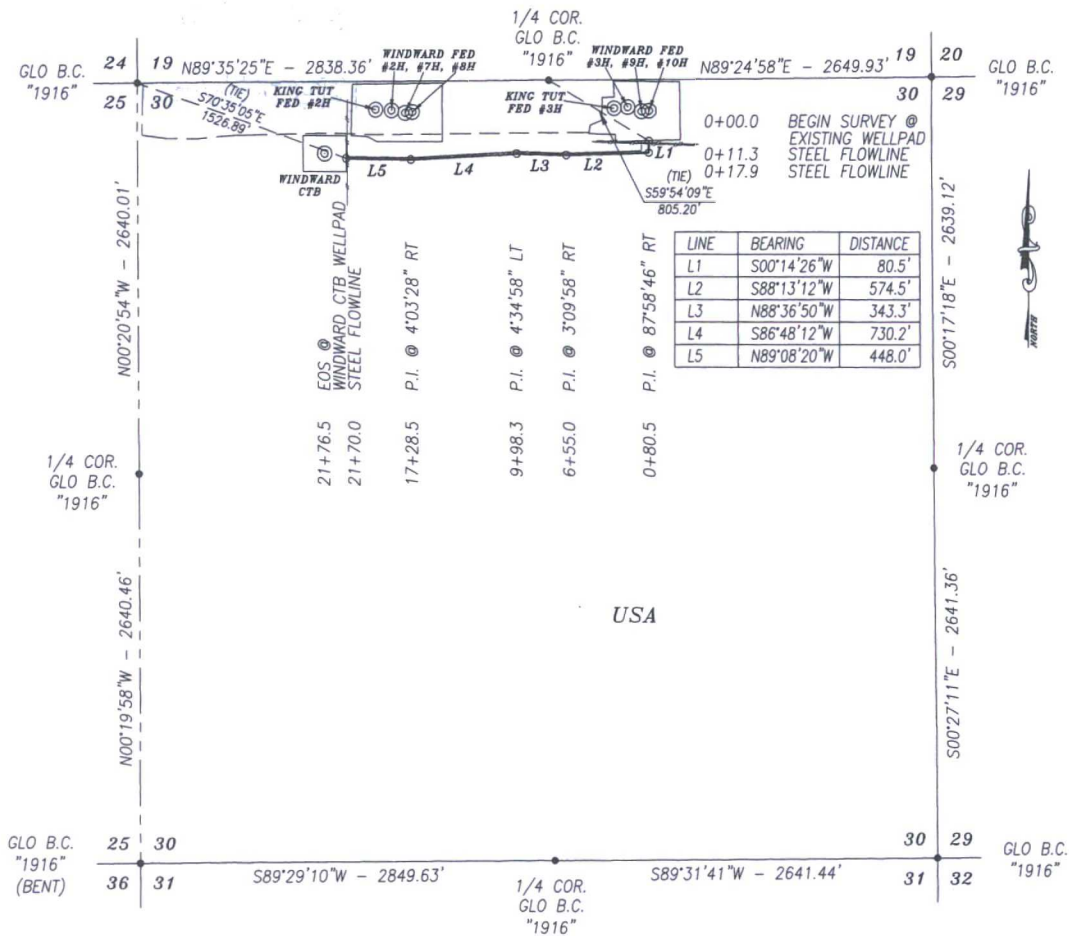 1/4 COR.
GLO B.C.
"1916"
24 19 N89°35'25"E - 2838.36'
N89°24'58"E - 2649.93' 19 20
GLO B.C.
"1916"
25 30
30 29
GLO B.C.
"1916"
(TIE)
S70°35'05"E
1526.89'
WINDWARD FED
#2H, #7H, #8H
KING TUT
FED #2H
WINDWARD FED
#3H, #9H, #10H
KING TUT
FED #3H
WINDWARD
CTB
L5
L4
L3
L2
L1
(TIE)
S59°54'09"E
805.20'
0+00.0 BEGIN SURVEY @
EXISTING WELLPAD
0+11.3 STEEL FLOWLINE
0+17.9 STEEL FLOWLINE
LINE BEARING DISTANCE
L1 S00°14'26"W 80.5'
L2 S88°13'12"W 574.5'
L3 N88°36'50"W 343.3'
L4 S86°48'12"W 730.2'
L5 N89°08'20"W 448.0'
NORTH
21+76.5 EOS @
WINDWARD CTB WELLPAD
21+70.0 STEEL FLOWLINE
17+28.5 P.I. @ 4°03'28" RT
9+98.3 P.I. @ 4°34'58" LT
6+55.0 P.I. @ 3°09'58" RT
0+80.5 P.I. @ 87°58'46" RT
N00°20'54"W - 2640.01'
S00°17'18"E - 2639.12'
1/4 COR.
GLO B.C.
"1916"
1/4 COR.
GLO B.C.
"1916"
USA
N00°19'58"W - 2640.46'
S00°27'11"E - 2641.36'
GLO B.C.
"1916"
(BENT)
25 30
36 31
S89°29'10"W - 2849.63'
1/4 COR.
GLO B.C.
"1916"
S89°31'41"W - 2641.44'
30 29
31 32
GLO B.C.
"1916"